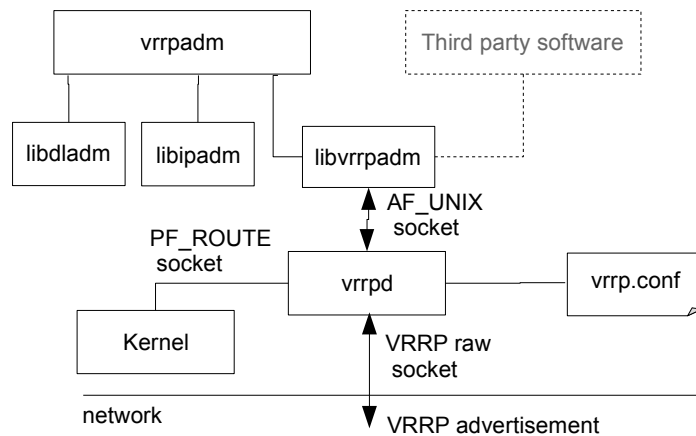 vrrpadm
Third party software
libdladm
libipadm
libvrrpadm
AF_UNIX
socket
PF_ROUTE
socket
vrrpd
vrrp.conf
Kernel
VRRP raw
socket
network
VRRP advertisement